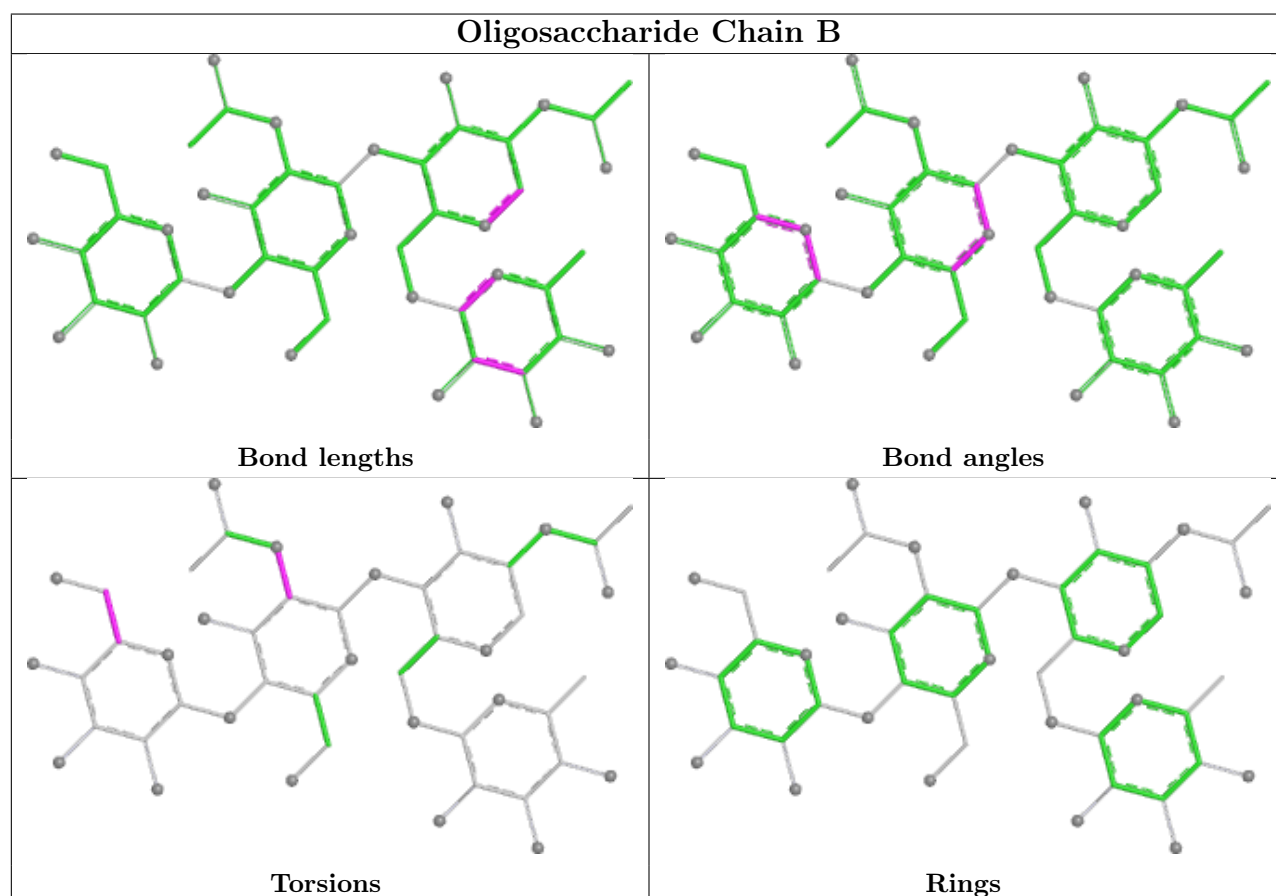 Oligosaccharide Chain B
Bond lengths
Bond angles
Torsions
Rings